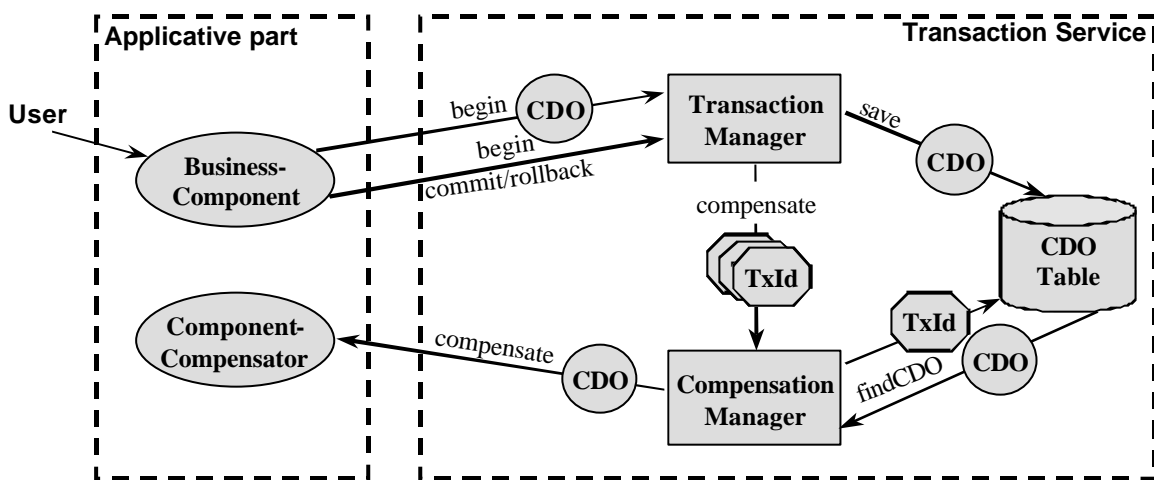 Applicative part
Transaction Service
User
begin
CDO
Transaction
Manager
save
CDO
begin
commit/rollback
Business-
Component
compensate
CDO
Table
TxId
TxId
Component-
Compensator
compensate
CDO
Compensation
Manager
findCDO
CDO